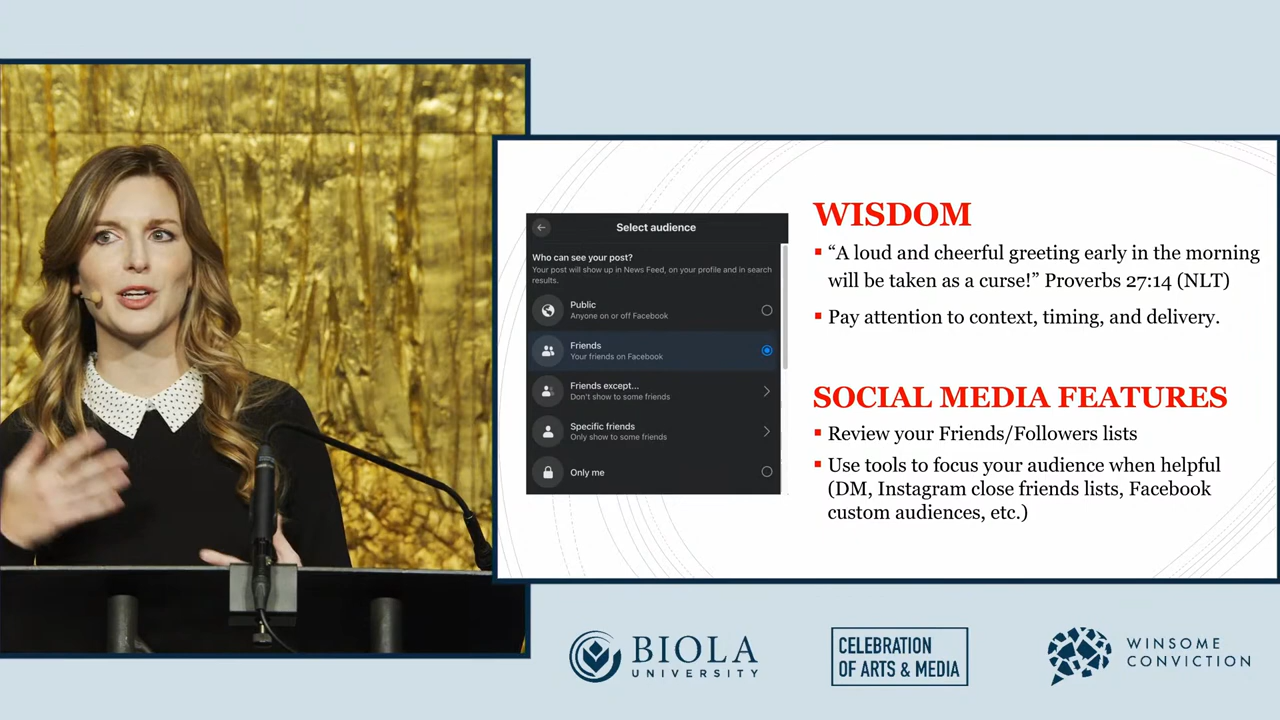 Select audience
Who can see your post?
Your post will show up in News Feed, on your profile and in search
results.
Public
Anyone on or off Facebook
Friends
Your friends on Facebook
Friends except...
Don't show to some friends
Specific friends
Only show to some friends
Only me
WISDOM
▪ “A loud and cheerful greeting early in the morning
will be taken as a curse!” Proverbs 27:14 (NLT)
▪ Pay attention to context, timing, and delivery.
SOCIAL MEDIA FEATURES
▪ Review your Friends/Followers lists
▪ Use tools to focus your audience when helpful
(DM, Instagram close friends lists, Facebook
custom audiences, etc.)
BIOLA
UNIVERSITY
CELEBRATION
OF ARTS & MEDIA
WINSOME
CONVICTION